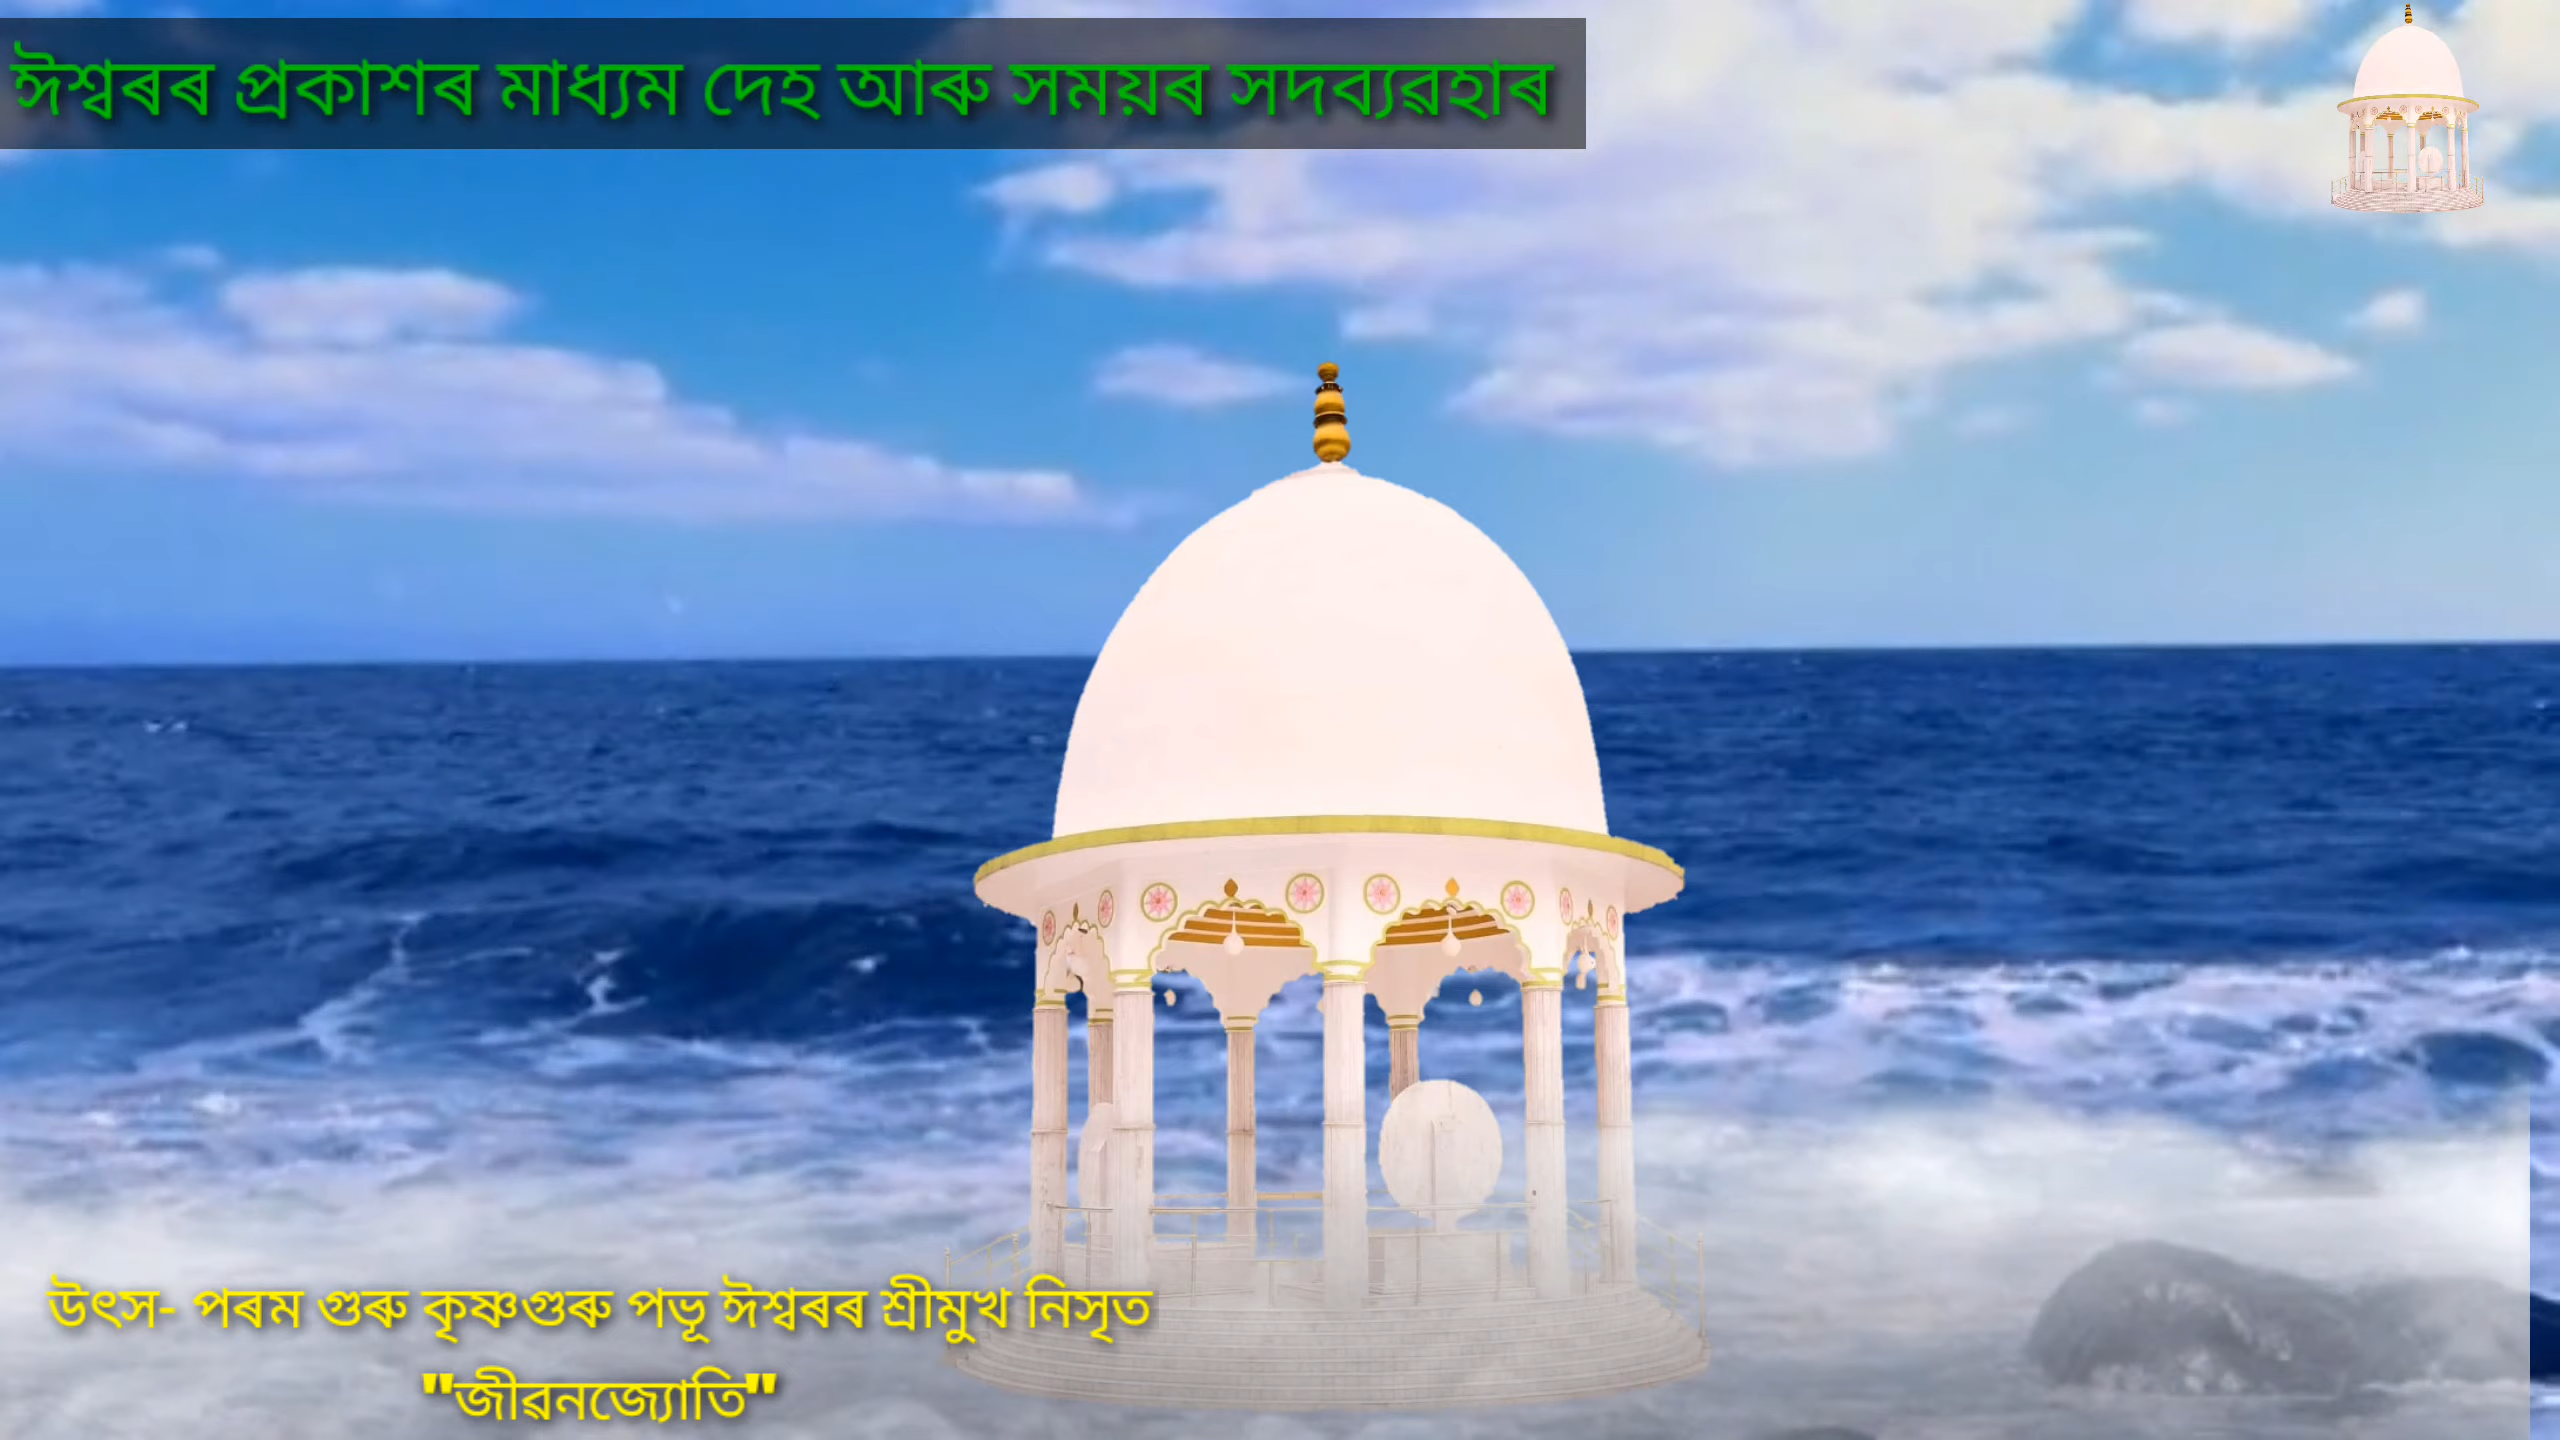 ঈশ্বৰৰ প্ৰকাশৰ মাধ্যম দেহ আৰু সময়ৰ সদব্যৱহাৰ
উৎস- পৰম গুৰু কৃষ্ণগুৰু পভূ ঈশ্বৰৰ শ্ৰীমুখ নিসৃত
"জীৱনজ্যোতি"